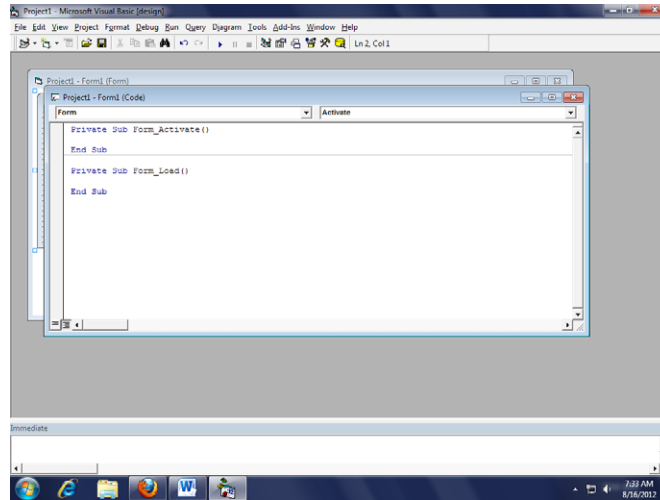 Project1 - Microsoft Visual Basic [design]
File Edit View Project Format Debug Run Query Diagram Tools Add-Ins Window Help
Ln 2, Col 1
Project1 - Form1 (Form)
Project1 - Form1 (Code)
Form Activate
Private Sub Form_Activate()
End Sub
Private Sub Form_Load()
End Sub
Immediate
7:33 AM
8/16/2012